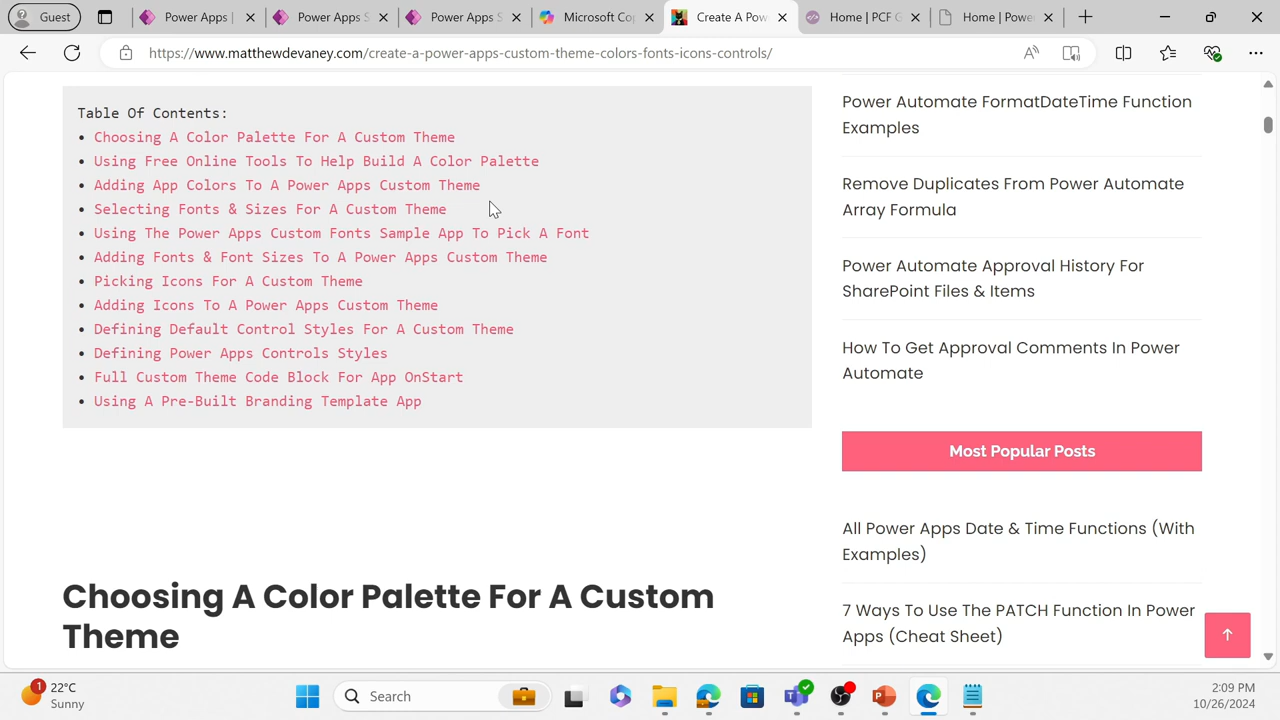 Guest
Power Apps |
Power Apps S
Power Apps S
Microsoft Co
Create A Pow
Home | PCF G
Home | Powe
https://www.matthewdevaney.com/create-a-power-apps-custom-theme-colors-fonts-icons-controls/
Table Of Contents:
• Choosing A Color Palette For A Custom Theme
• Using Free Online Tools To Help Build A Color Palette
• Adding App Colors To A Power Apps Custom Theme
• Selecting Fonts & Sizes For A Custom Theme
• Using The Power Apps Custom Fonts Sample App To Pick A Font
• Adding Fonts & Font Sizes To A Power Apps Custom Theme
• Picking Icons For A Custom Theme
• Adding Icons To A Power Apps Custom Theme
• Defining Default Control Styles For A Custom Theme
• Defining Power Apps Controls Styles
• Full Custom Theme Code Block For App OnStart
• Using A Pre-Built Branding Template App
Choosing A Color Palette For A Custom
Theme
Power Automate FormatDateTime Function
Examples
Remove Duplicates From Power Automate
Array Formula
Power Automate Approval History For
SharePoint Files & Items
How To Get Approval Comments In Power
Automate
Most Popular Posts
All Power Apps Date & Time Functions (With
Examples)
7 Ways To Use The PATCH Function In Power
Apps (Cheat Sheet)
1
22°C
Sunny
Search
2:09 PM
10/26/2024